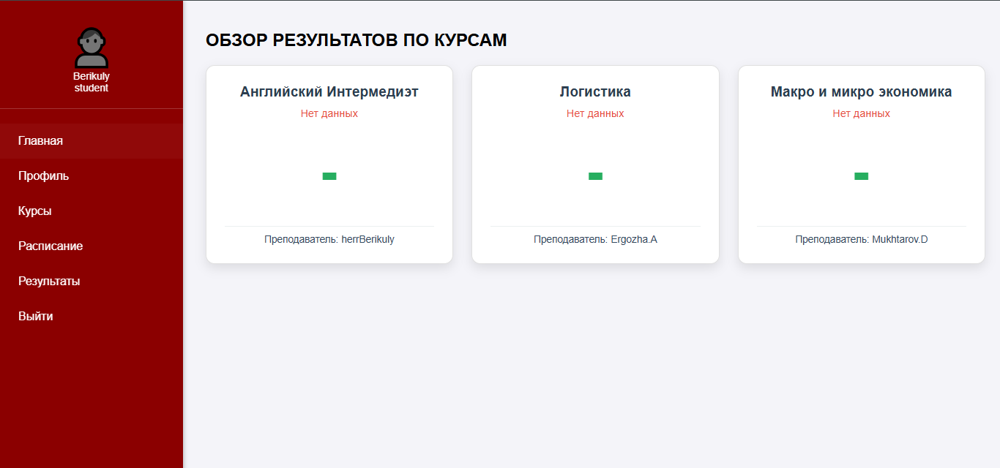 Berikuly
student
Главная
Профиль
Курсы
Расписание
Результаты
Выйти
ОБЗОР РЕЗУЛЬТАТОВ ПО КУРСАМ
Английский Интермедиэт
Нет данных
-
Преподаватель: herrBerikuly
Логистика
Нет данных
-
Преподаватель: Ergozha.A
Макро и микро экономика
Нет данных
-
Преподаватель: Mukhtarov.D